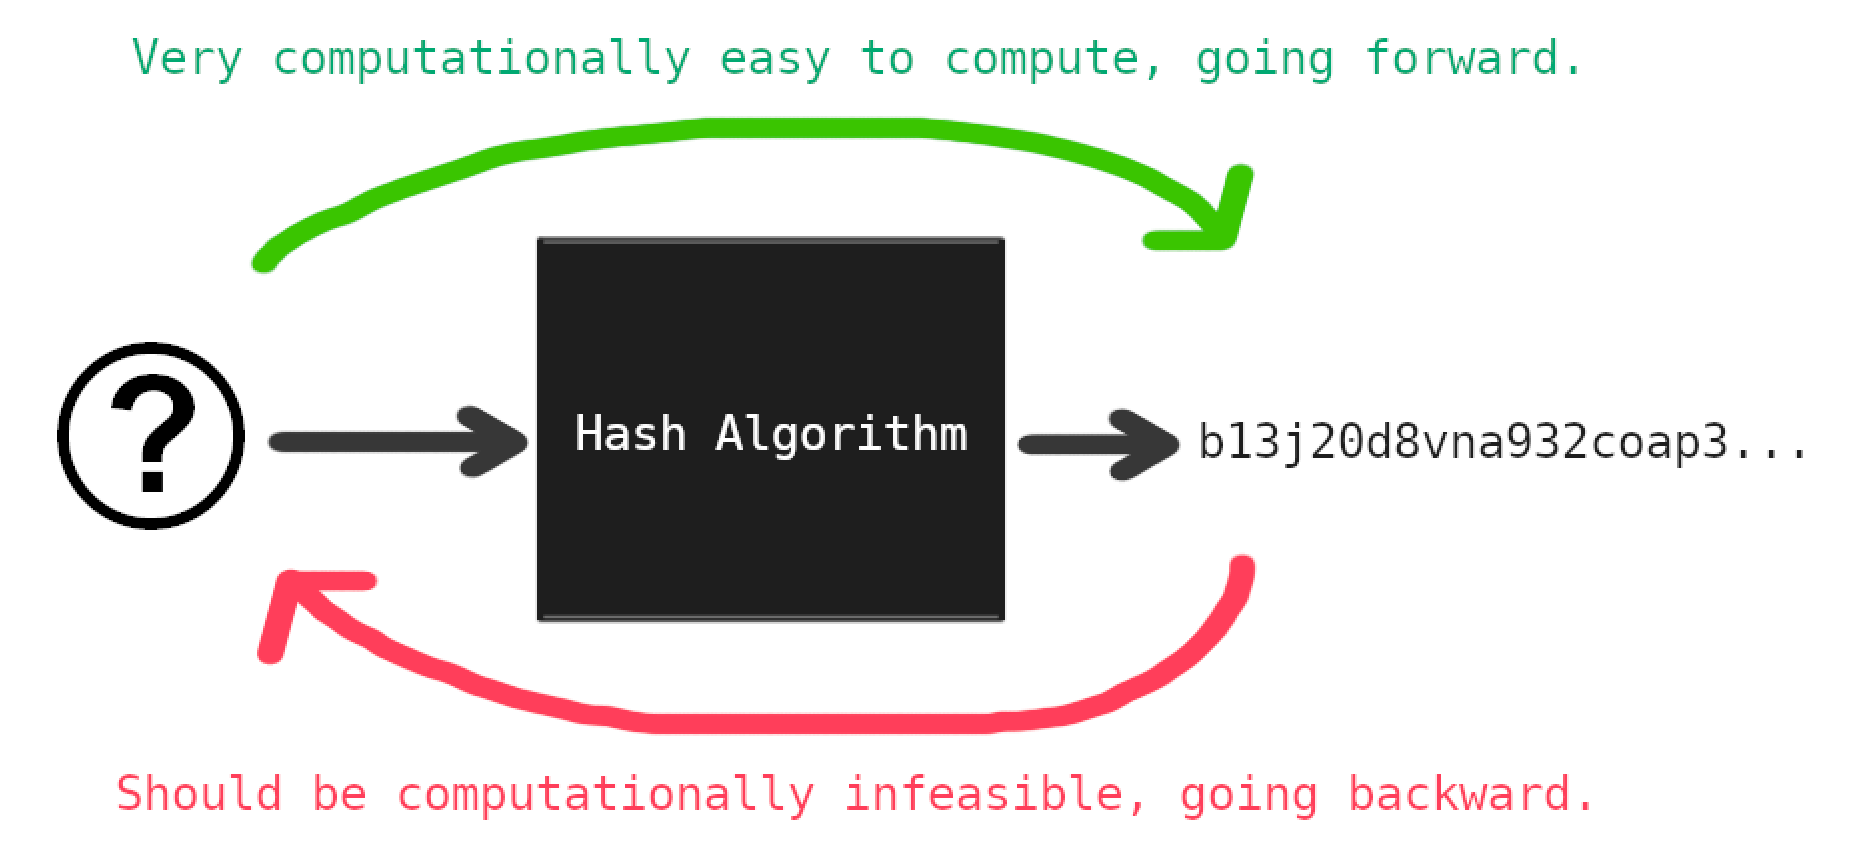 Very computationally easy to compute, going forward.
?
Hash Algorithm
b13j20d8vna932coap3...
Should be computationally infeasible, going backward.